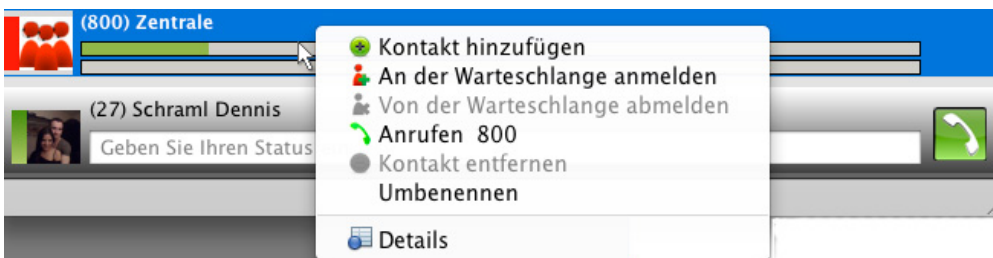 (800) Zentrale
Kontakt hinzufügen
An der Warteschlange anmelden
Von der Warteschlange abmelden
Anrufen 800
Kontakt entfernen
Umbenennen
Details
(27) Schraml Dennis
Geben Sie Ihren Status